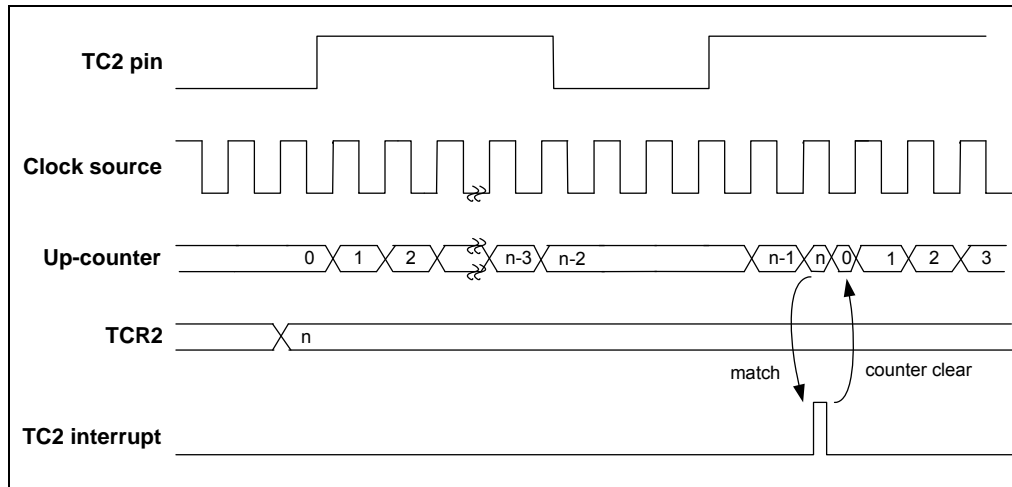 TC2 pin
Clock source
Up-counter 0 1 2 n-3 n-2 n-1 n 0 1 2 3
TCR2 n
match counter clear
TC2 interrupt